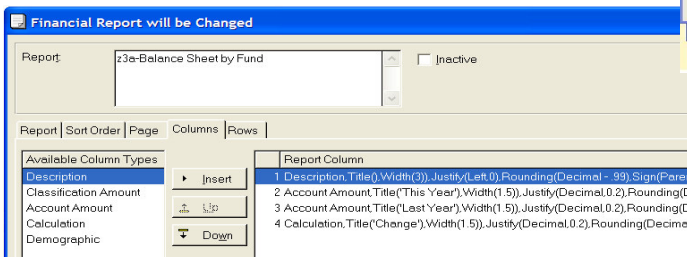 Financial Report will be Changed
Report:
z3a-Balance Sheet by Fund
Inactive
Report Sort Order Page Columns Rows
Available Column Types
Description
Classification Amount
Account Amount
Calculation
Demographic
Insert
Up
Down
Report Column
1 Description,Title(),Width(3)),Justify(Left,0),Rounding(Decimal - .99),Sign(Pare
2 Account Amount,Title('This Year'),Width(1.5)),Justify(Decimal,0.2),Rounding(D
3 Account Amount,Title('Last Year'),Width(1.5)),Justify(Decimal,0.2),Rounding(D
4 Calculation,Title('Change'),Width(1.5)),Justify(Decimal,0.2),Rounding(Decima